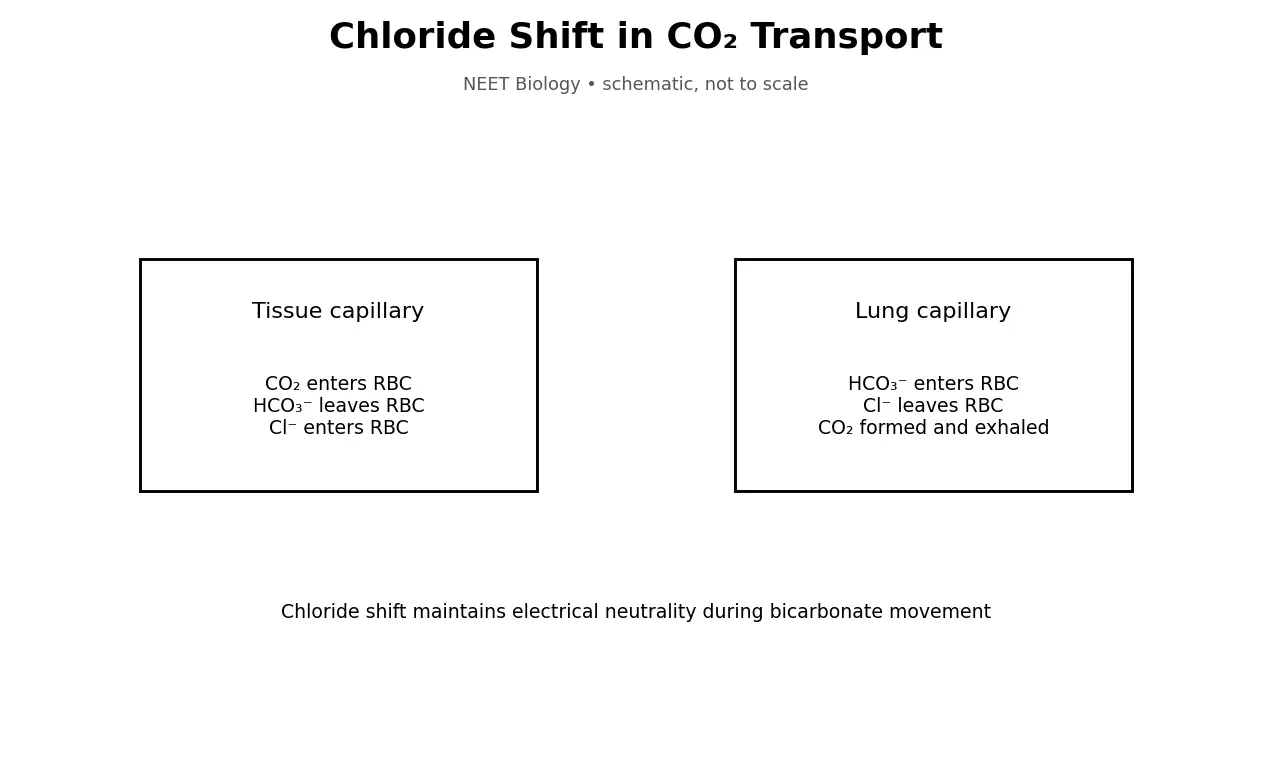 Chloride Shift in CO₂ Transport
NEET Biology • schematic, not to scale
Tissue capillary
CO₂ enters RBC
HCO₃⁻ leaves RBC
Cl⁻ enters RBC
Lung capillary
HCO₃⁻ enters RBC
Cl⁻ leaves RBC
CO₂ formed and exhaled
Chloride shift maintains electrical neutrality during bicarbonate movement